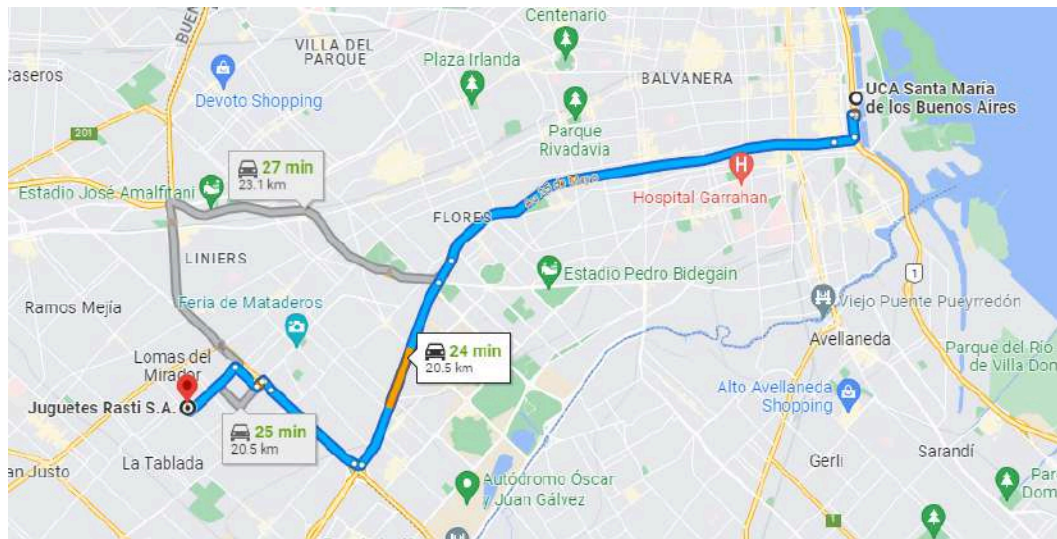 Centenario
BUEN
VILLA DEL
PARQUE
Plaza Irlanda
BALVANERA
Caseros
UCA Santa María
de los Buenos Aires
Devoto Shopping
Parque
Rivadavia
201
27 min
23.1 km
H
Estadio José Amalfitani
Hospital Garrahan
FLORES
LINIERS
Estadio Pedro Bidegain
1
Ramos Mejía
Feria de Mataderos
Viejo Puente Pueyrredón
Avellaneda
24 min
20.5 km
Lomas del
Mirador
Parque del Río
de Villa Dom
Juguetes Rasti S.A.
Alto Avellaneda
Shopping
25 min
20.5 km
an Justo
La Tablada
Gerli
Sarandí
Autódromo Óscar
y Juan Gálvez
Par
Dom